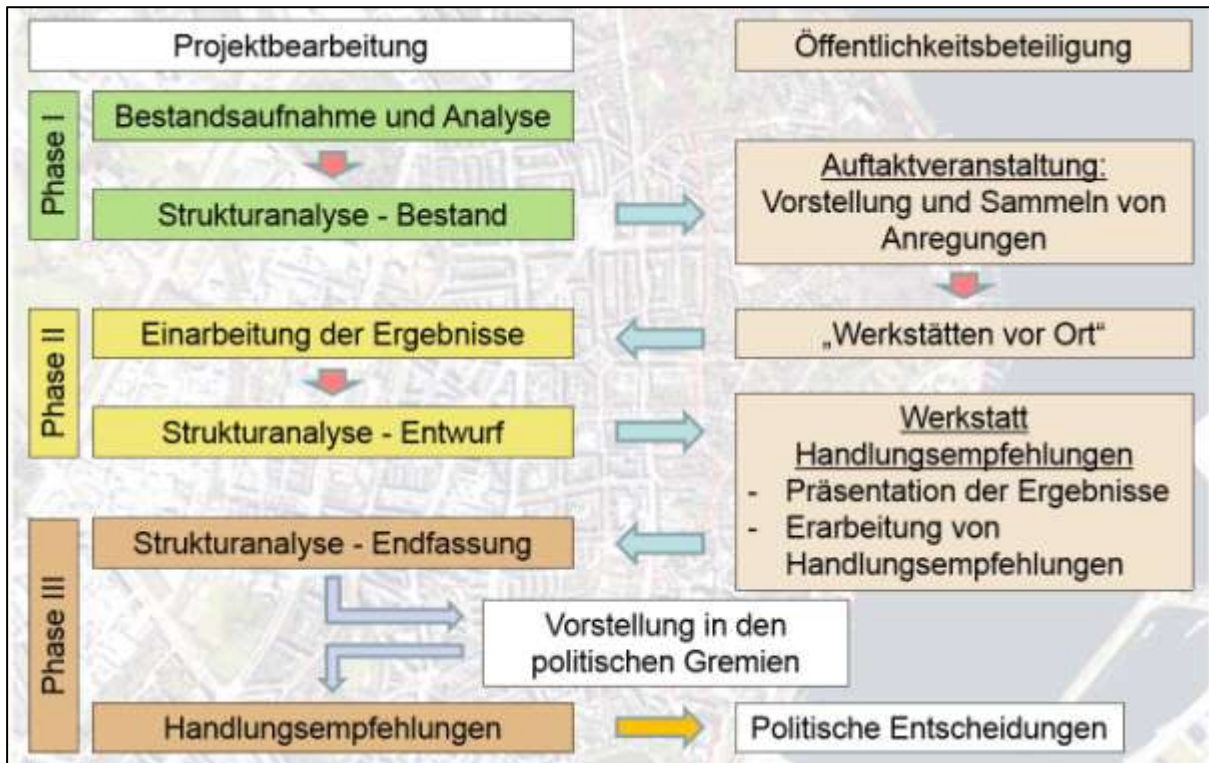 Projektbearbeitung
Öffentlichkeitsbeteiligung
Phase I
Bestandsaufnahme und Analyse
Strukturanalyse - Bestand
Auftaktveranstaltung:
Vorstellung und Sammeln von
Anregungen
Phase II
Einarbeitung der Ergebnisse
„Werkstätten vor Ort“
Strukturanalyse - Entwurf
Werkstatt
Handlungsempfehlungen
- Präsentation der Ergebnisse
- Erarbeitung von
Handlungsempfehlungen
Phase III
Strukturanalyse - Endfassung
Vorstellung in den
politischen Gremien
Handlungsempfehlungen
Politische Entscheidungen